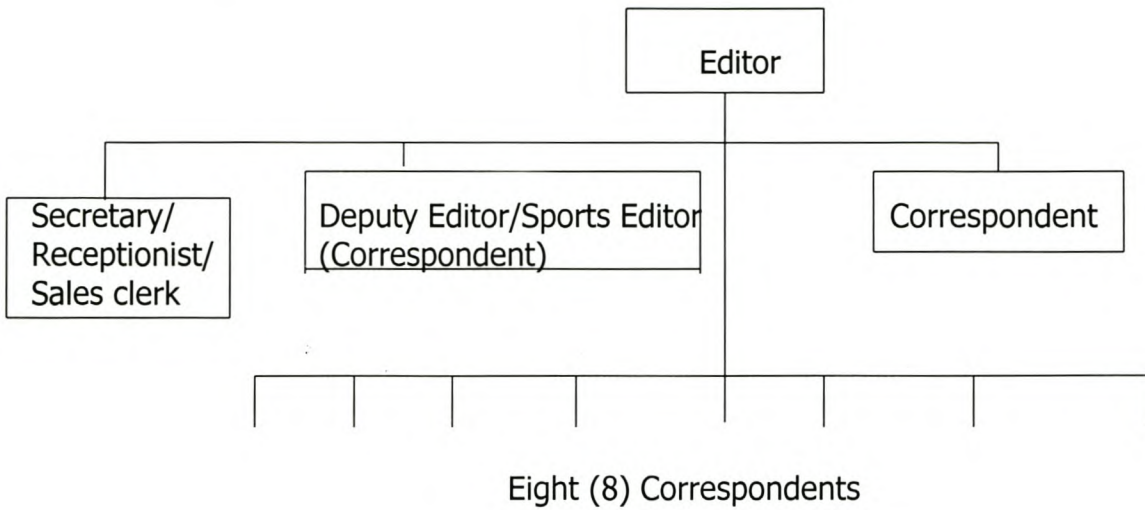 Editor
Secretary/
Receptionist/
Sales clerk
Deputy Editor/Sports Editor
(Correspondent)
Correspondent
Eight (8) Correspondents